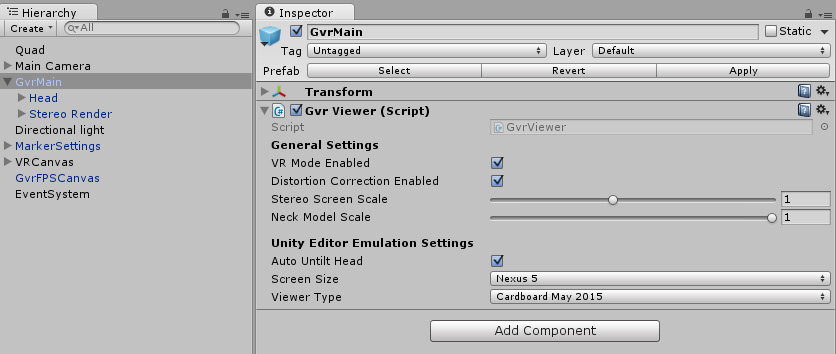 Hierarchy
Create
All
Quad
Main Camera
GvrMain
Head
Stereo Render
Directional light
MarkerSettings
VRCanvas
GvrFPSCanvas
EventSystem
Inspector
GvrMain
Static
Tag Untagged Layer Default
Prefab Select Revert Apply
Transform
C# Gvr Viewer (Script)
Script GvrViewer
General Settings
VR Mode Enabled
Distortion Correction Enabled
Stereo Screen Scale 1
Neck Model Scale 1
Unity Editor Emulation Settings
Auto Untilt Head
Screen Size Nexus 5
Viewer Type Cardboard May 2015
Add Component